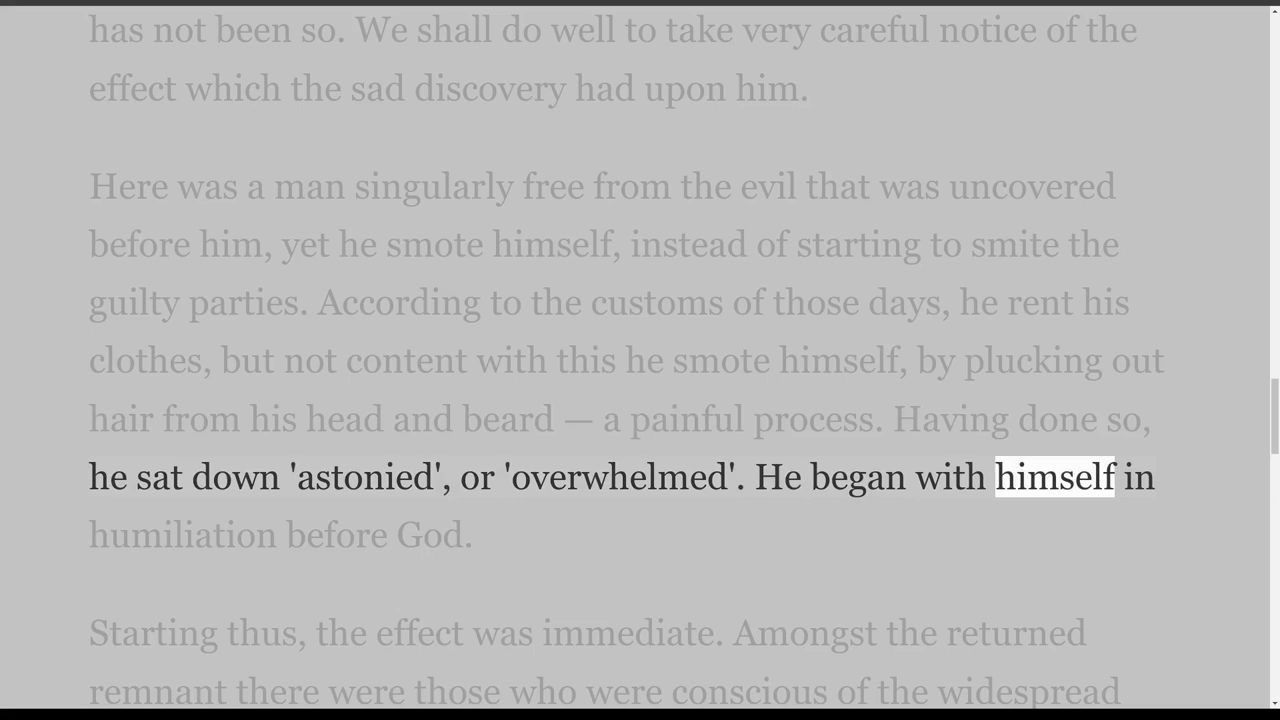 has not been so. We shall do well to take very careful notice of the
effect which the sad discovery had upon him.
Here was a man singularly free from the evil that was uncovered
before him, yet he smote himself, instead of starting to smite the
guilty parties. According to the customs of those days, he rent his
clothes, but not content with this he smote himself, by plucking out
hair from his head and beard — a painful process. Having done so,
he sat down 'astonied', or 'overwhelmed'. He began with himself in
humiliation before God.
Starting thus, the effect was immediate. Amongst the returned
remnant there were those who were conscious of the widespread